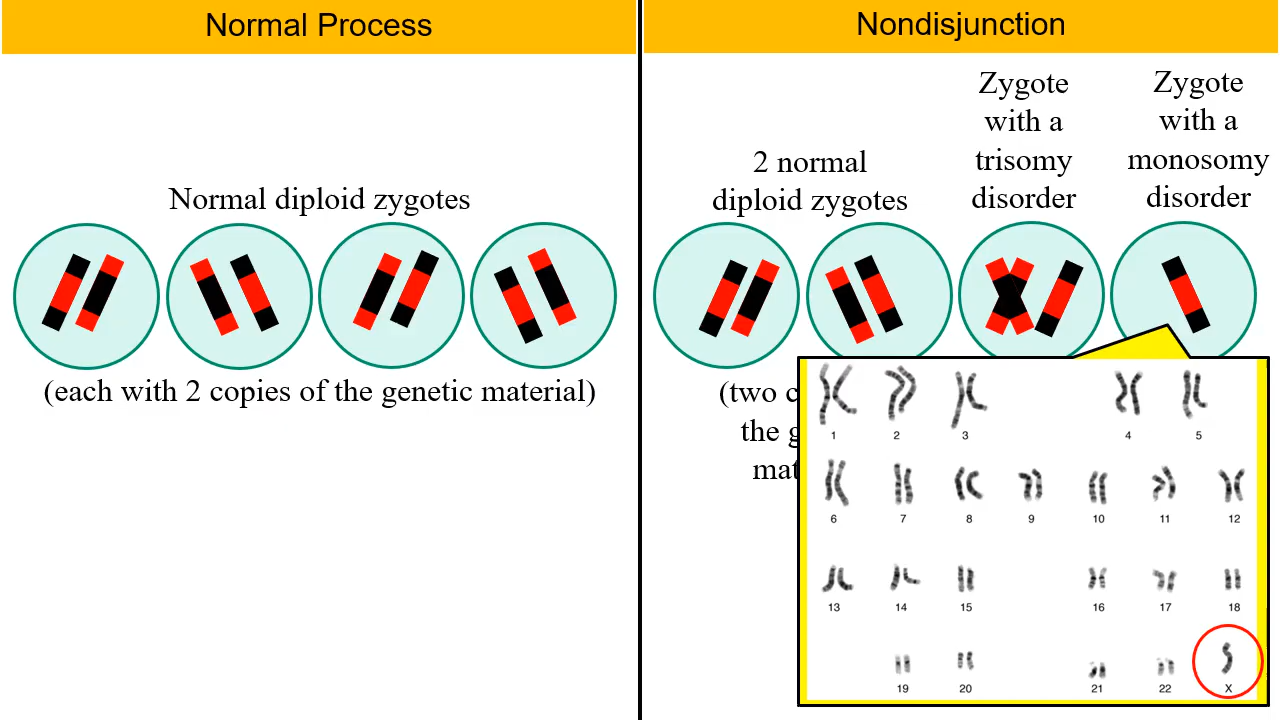 Normal Process
Normal diploid zygotes
(each with 2 copies of the genetic material)
Nondisjunction
2 normal
diploid zygotes
Zygote
with a
trisomy
disorder
Zygote
with a
monosomy
disorder
(two c
the g
mat
1 2 3 4 5
6 7 8 9 10 11 12
13 14 15 16 17 18
19 20 21 22 X